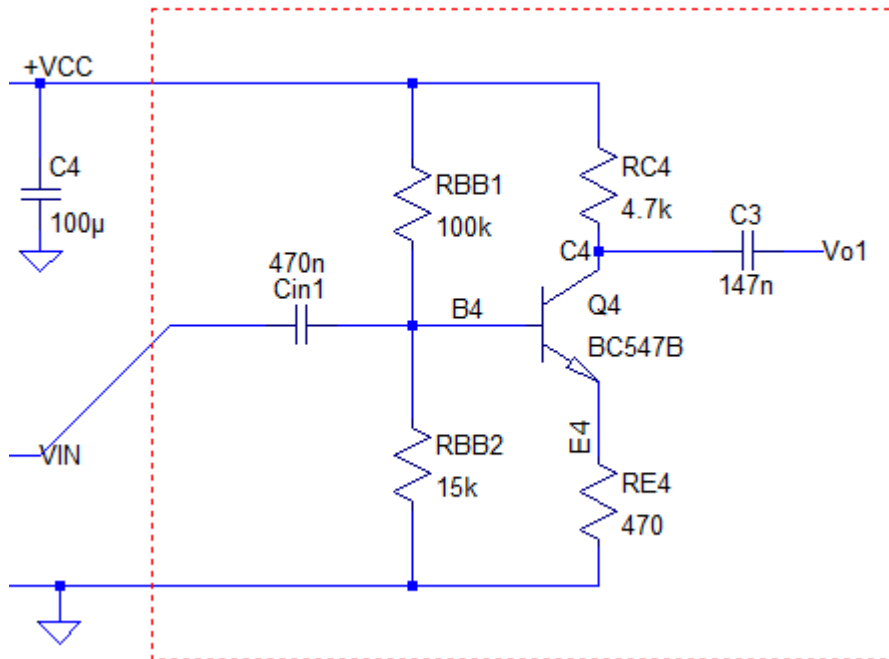 +VCC
C4
100µ
RBB1
100k
RC4
4.7k
C3
147n
C4
Vo1
470n
Cin1
B4
Q4
BC547B
VIN
RBB2
15k
E4
RE4
470